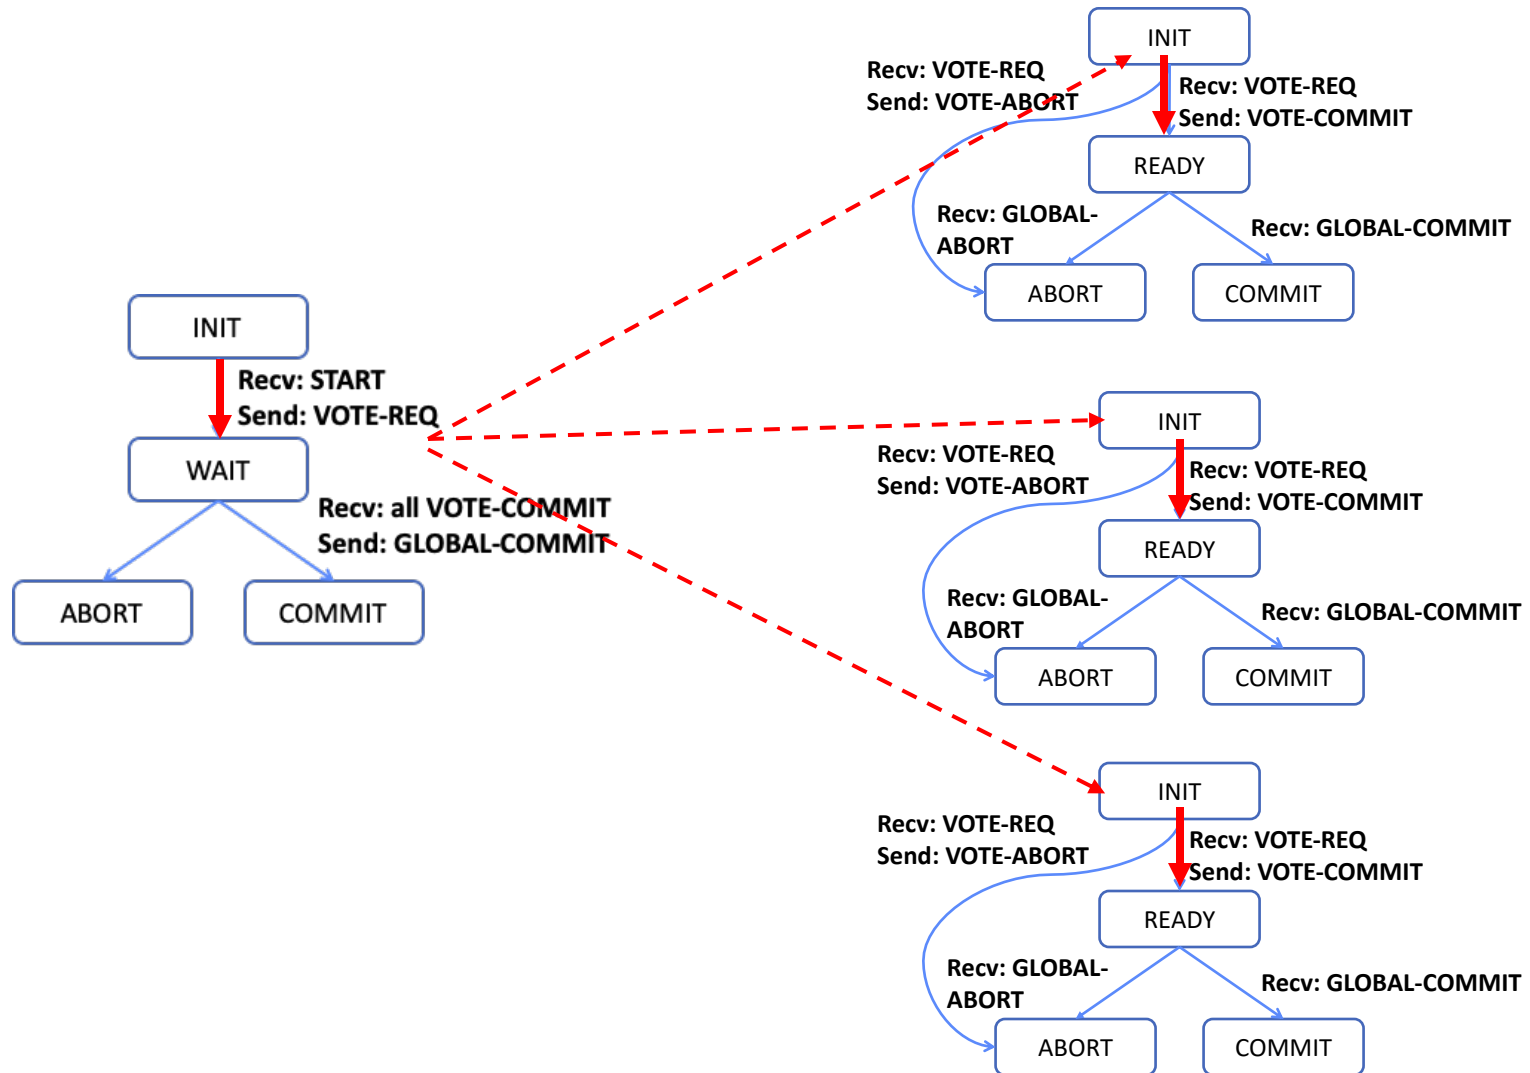 INIT
Recv: START
Send: VOTE-REQ
WAIT
Recv: all VOTE-COMMIT
Send: GLOBAL-COMMIT
ABORT
COMMIT
INIT
Recv: VOTE-REQ
Send: VOTE-ABORT
Recv: VOTE-REQ
Send: VOTE-COMMIT
READY
Recv: GLOBAL-
ABORT
Recv: GLOBAL-COMMIT
ABORT
COMMIT
INIT
Recv: VOTE-REQ
Send: VOTE-ABORT
Recv: VOTE-REQ
Send: VOTE-COMMIT
READY
Recv: GLOBAL-
ABORT
Recv: GLOBAL-COMMIT
ABORT
COMMIT
INIT
Recv: VOTE-REQ
Send: VOTE-ABORT
Recv: VOTE-REQ
Send: VOTE-COMMIT
READY
Recv: GLOBAL-
ABORT
Recv: GLOBAL-COMMIT
ABORT
COMMIT